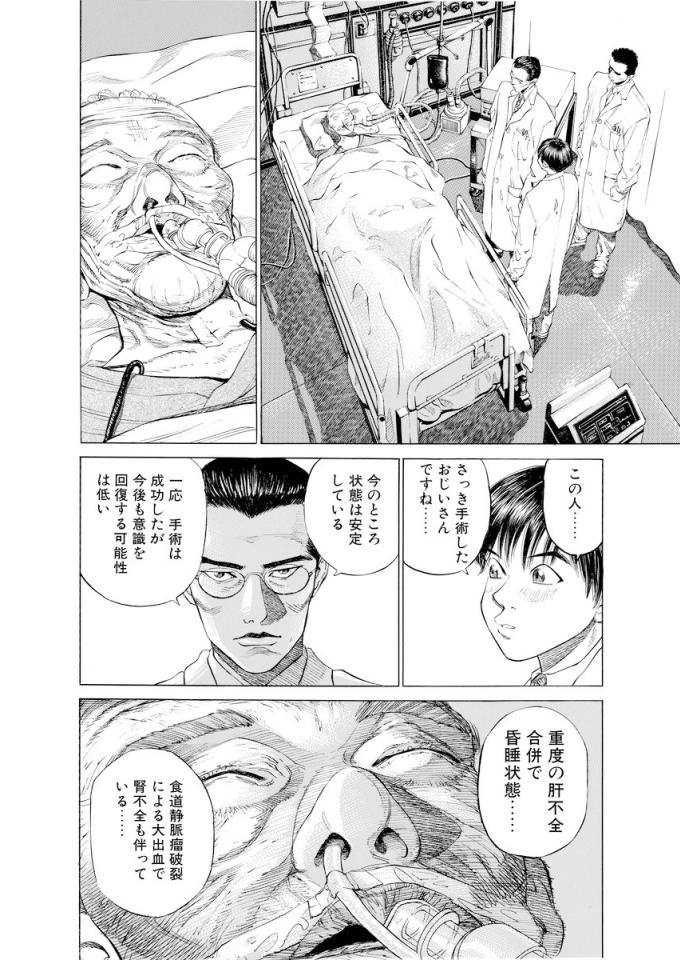 この人……
さっき手術した
おじいさん
ですね……
今のところ
状態は安定
している
一応 手術は
成功したが
今後も意識を
回復する可能性
は低い
重度の肝不全
合併で
昏睡状態……
食道静脈瘤破裂
による大出血で
腎不全も伴って
いる……